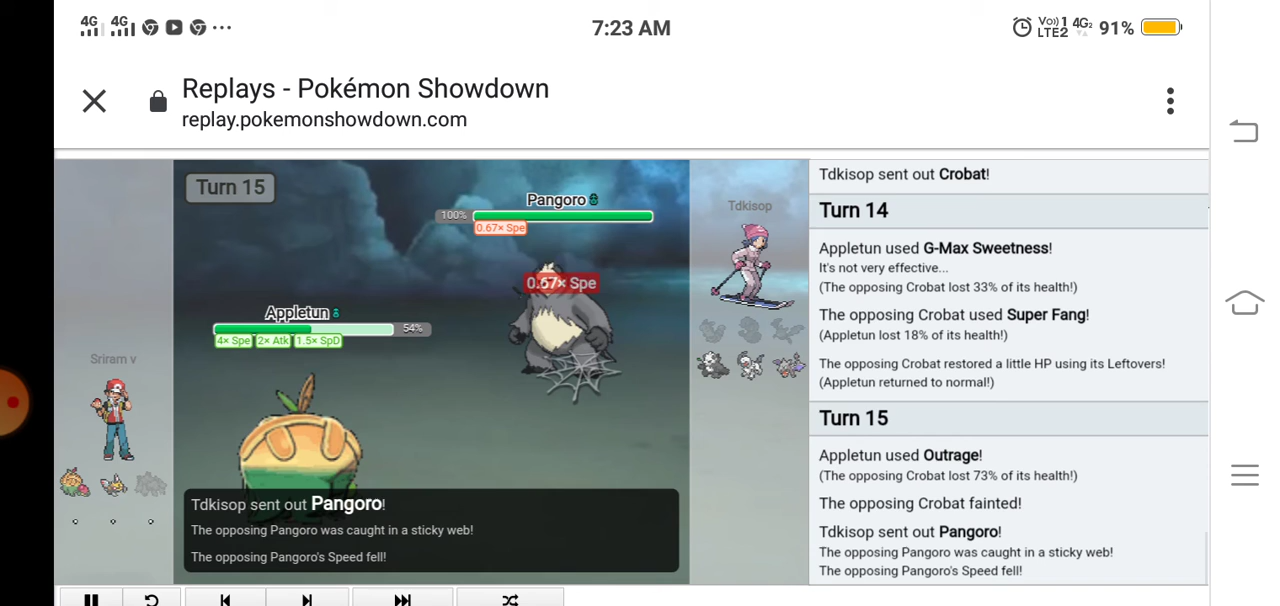 4G 4G ... 7:23 AM Vo)) 1 4G2 LTE2 91%
Replays - Pokémon Showdown
replay.pokemonshowdown.com
Turn 15
Pangoro
100%
0.67× Spe
0.67× Spe
Appletun
54%
4× Spe 2× Atk 1.5× SpD
Sriram v
Tdkisop
Tdkisop sent out Pangoro!
The opposing Pangoro was caught in a sticky web!
The opposing Pangoro's Speed fell!
Tdkisop sent out Crobat!
Turn 14
Appletun used G-Max Sweetness!
It's not very effective...
(The opposing Crobat lost 33% of its health!)
The opposing Crobat used Super Fang!
(Appletun lost 18% of its health!)
The opposing Crobat restored a little HP using its Leftovers!
(Appletun returned to normal!)
Turn 15
Appletun used Outrage!
(The opposing Crobat lost 73% of its health!)
The opposing Crobat fainted!
Tdkisop sent out Pangoro!
The opposing Pangoro was caught in a sticky web!
The opposing Pangoro's Speed fell!